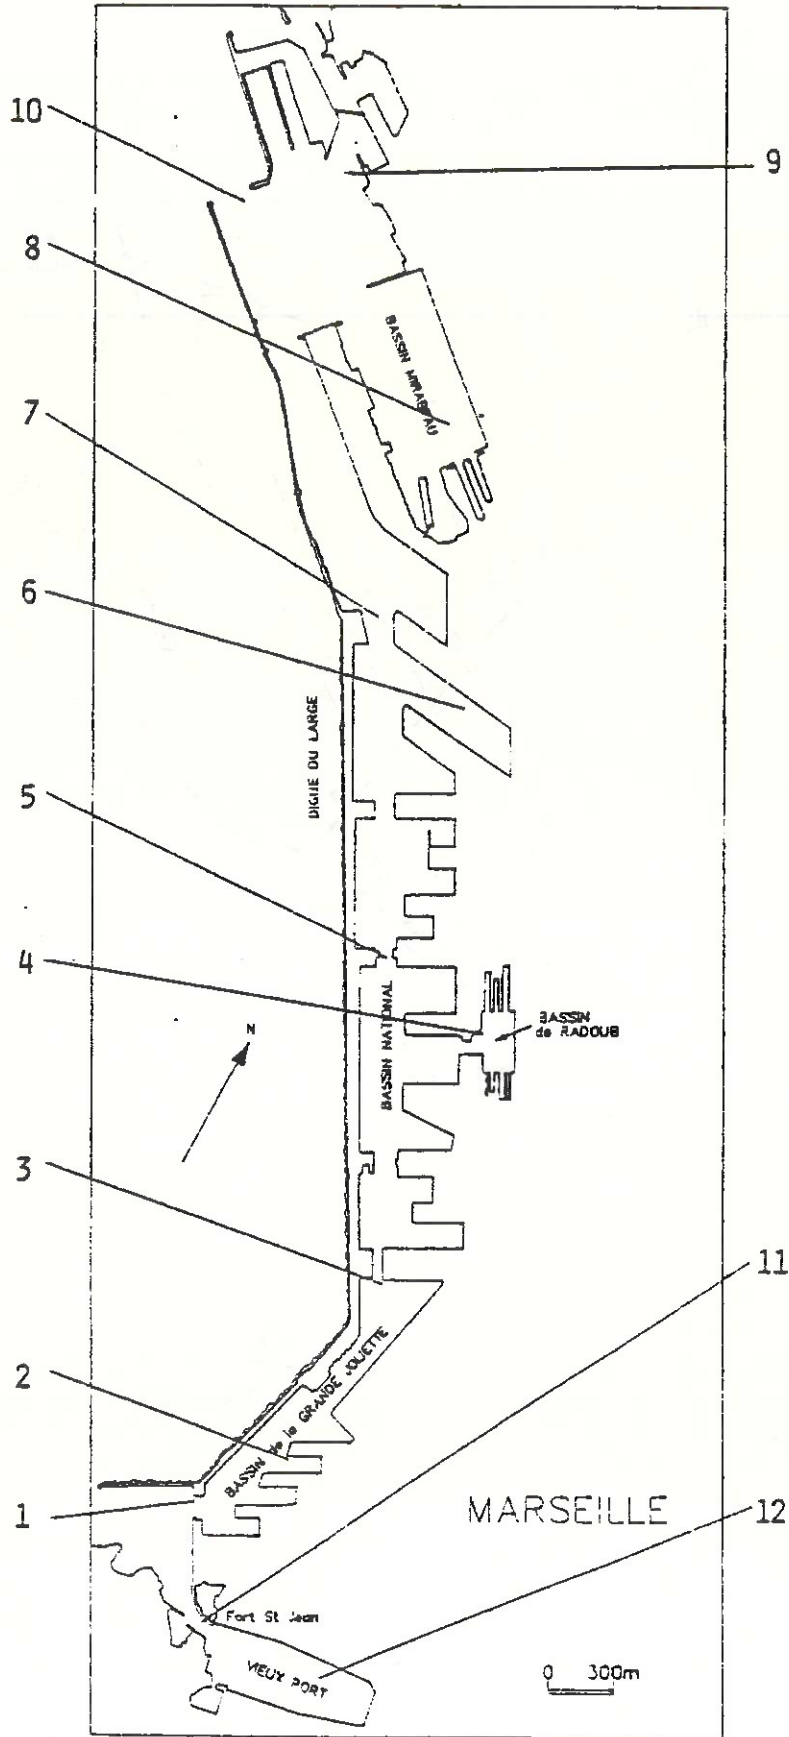 10
9
8
BASSIN MIRABEAU
7
6
DIGUE DU LARGE
5
4
BASSIN
de RADOUB
BASSIN NATIONAL
N
3
11
2
BASSIN de la GRANDE JOLIETTE
1
MARSEILLE
12
Fort St Jean
VIEUX PORT
0 300m